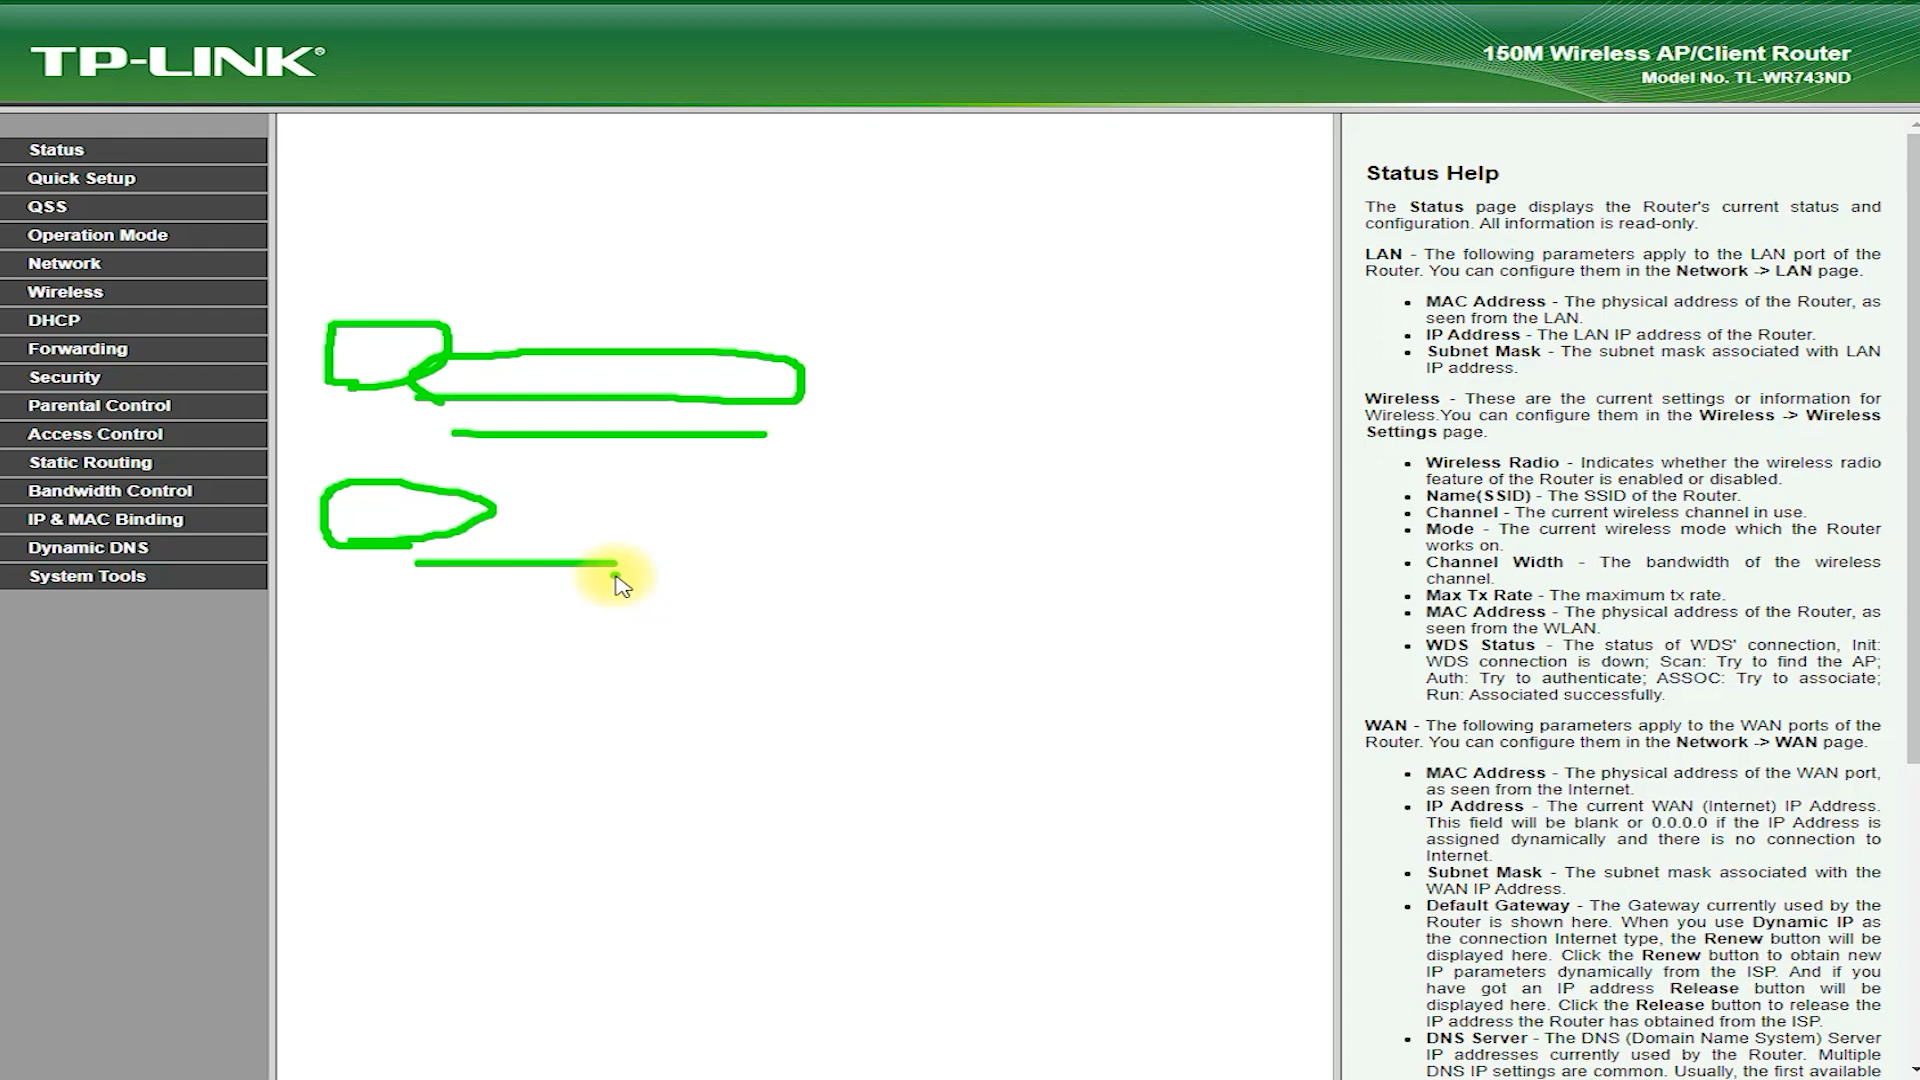 TP-LINK®
150M Wireless AP/Client Router
Model No. TL-WR743ND
Status
Quick Setup
QSS
Operation Mode
Network
Wireless
DHCP
Forwarding
Security
Parental Control
Access Control
Static Routing
Bandwidth Control
IP & MAC Binding
Dynamic DNS
System Tools
Status Help
The Status page displays the Router's current status and
configuration. All information is read-only.
LAN - The following parameters apply to the LAN port of the
Router. You can configure them in the Network -> LAN page.
• MAC Address - The physical address of the Router, as
seen from the LAN.
• IP Address - The LAN IP address of the Router.
• Subnet Mask - The subnet mask associated with LAN
IP address.
Wireless - These are the current settings or information for
Wireless.You can configure them in the Wireless -> Wireless
Settings page.
• Wireless Radio - Indicates whether the wireless radio
feature of the Router is enabled or disabled.
• Name(SSID) - The SSID of the Router.
• Channel - The current wireless channel in use.
• Mode - The current wireless mode which the Router
works on.
• Channel Width - The bandwidth of the wireless
channel.
• Max Tx Rate - The maximum tx rate.
• MAC Address - The physical address of the Router, as
seen from the WLAN.
• WDS Status - The status of WDS' connection, Init:
WDS connection is down; Scan: Try to find the AP;
Auth: Try to authenticate; ASSOC: Try to associate;
Run: Associated successfully.
WAN - The following parameters apply to the WAN ports of the
Router. You can configure them in the Network -> WAN page.
• MAC Address - The physical address of the WAN port,
as seen from the Internet.
• IP Address - The current WAN (Internet) IP Address.
This field will be blank or 0.0.0.0 if the IP Address is
assigned dynamically and there is no connection to
Internet.
• Subnet Mask - The subnet mask associated with the
WAN IP Address.
• Default Gateway - The Gateway currently used by the
Router is shown here. When you use Dynamic IP as
the connection Internet type, the Renew button will be
displayed here. Click the Renew button to obtain new
IP parameters dynamically from the ISP. And if you
have got an IP address Release button will be
displayed here. Click the Release button to release the
IP address the Router has obtained from the ISP.
• DNS Server - The DNS (Domain Name System) Server
IP addresses currently used by the Router. Multiple
DNS IP settings are common. Usually, the first available